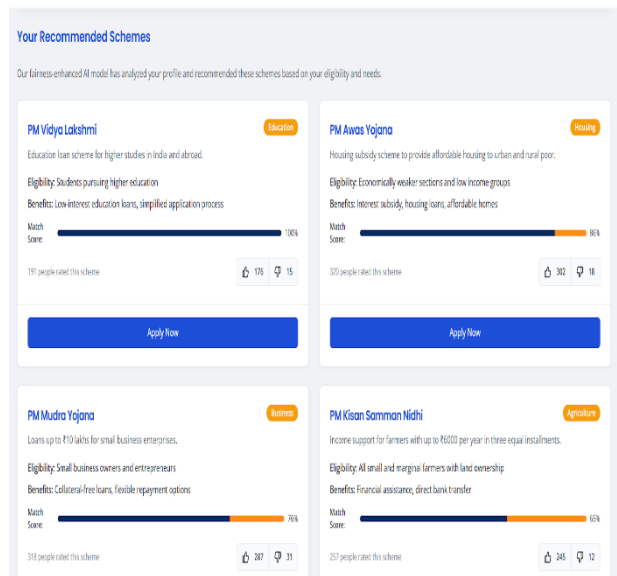 Your Recommended Schemes
Our fairness-enhanced AI model has analyzed your profile and recommended these schemes based on your eligibility and needs.
PM Vidya Lakshmi
Education
Education loan scheme for higher studies in India and abroad.
Eligibility: Students pursuing higher education
Benefits: Low-interest education loans, simplified application process
Match
Score:
100%
191 people rated this scheme
176
15
Apply Now
PM Awas Yojana
Housing
Housing subsidy scheme to provide affordable housing to urban and rural poor.
Eligibility: Economically weaker sections and low income groups
Benefits: Interest subsidy, housing loans, affordable homes
Match
Score:
86%
320 people rated this scheme
302
18
Apply Now
PM Mudra Yojana
Business
Loans up to ₹10 lakhs for small business enterprises.
Eligibility: Small business owners and entrepreneurs
Benefits: Collateral-free loans, flexible repayment options
Match
Score:
76%
318 people rated this scheme
287
31
PM Kisan Samman Nidhi
Agriculture
Income support for farmers with up to ₹6000 per year in three equal installments.
Eligibility: All small and marginal farmers with land ownership
Benefits: Financial assistance, direct bank transfer
Match
Score:
65%
257 people rated this scheme
245
12